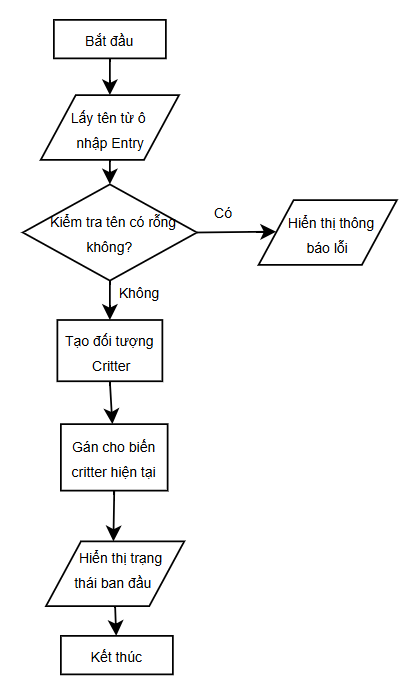 Bắt đầu
Lấy tên từ ô
nhập Entry
Kiểm tra tên có rỗng
không?
Có
Hiển thị thông
báo lỗi
Không
Tạo đối tượng
Critter
Gán cho biến
critter hiện tại
Hiển thị trạng
thái ban đầu
Kết thúc